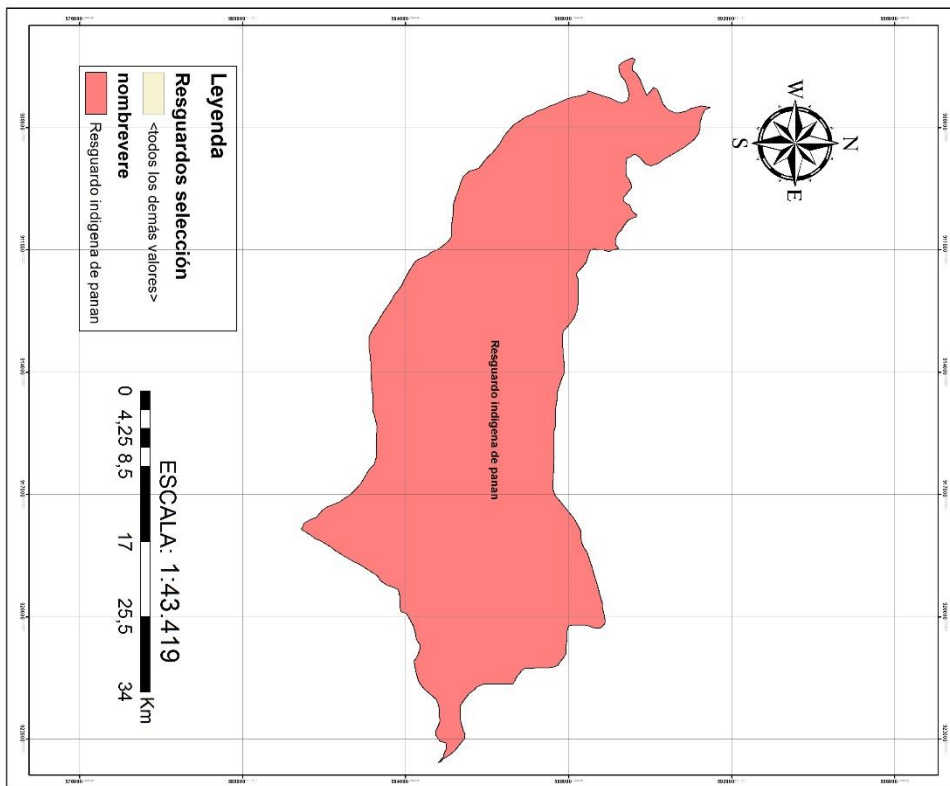 N
W
E
S
Resguardo indigena de panan
Leyenda
Resguardos selección
<todos los demás valores>
nombrevere
Resguardo indigena de panan
ESCALA: 1:43.419
0 4,25 8,5 17 25,5 34
Km